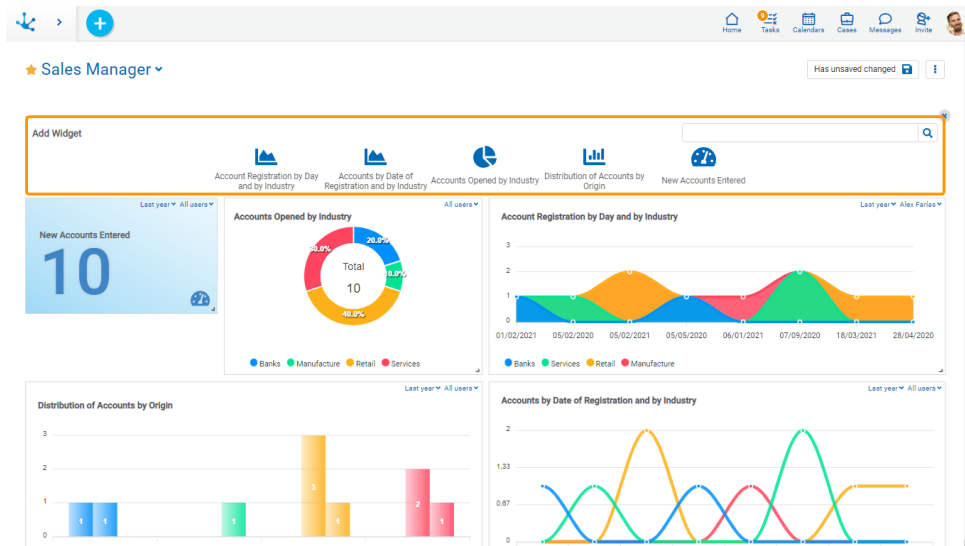 9
Home
Tasks
Calendars
Cases
Messages
Invite
Sales Manager
Has unsaved changed
Add Widget
Account Registration by Day
and by Industry
Accounts by Date of
Registration and by Industry
Accounts Opened by Industry
Distribution of Accounts by
Origin
New Accounts Entered
Last year All users
New Accounts Entered
10
All users
Accounts Opened by Industry
20.0%
10.0%
40.0%
Total
10
Banks Manufacture Retail Services
Last year Alex Farías
Account Registration by Day and by Industry
3
2
1
0
01/02/2021 05/02/2020 05/02/2021 05/05/2020 06/01/2021 07/09/2020 18/03/2021 28/04/2020
Banks Services Retail Manufacture
Last year All users
Distribution of Accounts by Origin
3
2
1
0
1 1 1 3 1 2 1
Last year All users
Accounts by Date of Registration and by Industry
2
1,33
0,67
0